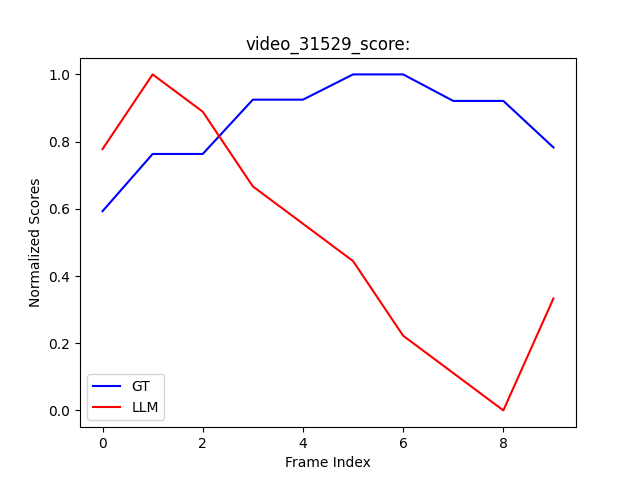 video_31529_score:
Normalized Scores
1.0
0.8
0.6
0.4
0.2
0.0
GT
LLM
0 2 4 6 8
Frame Index